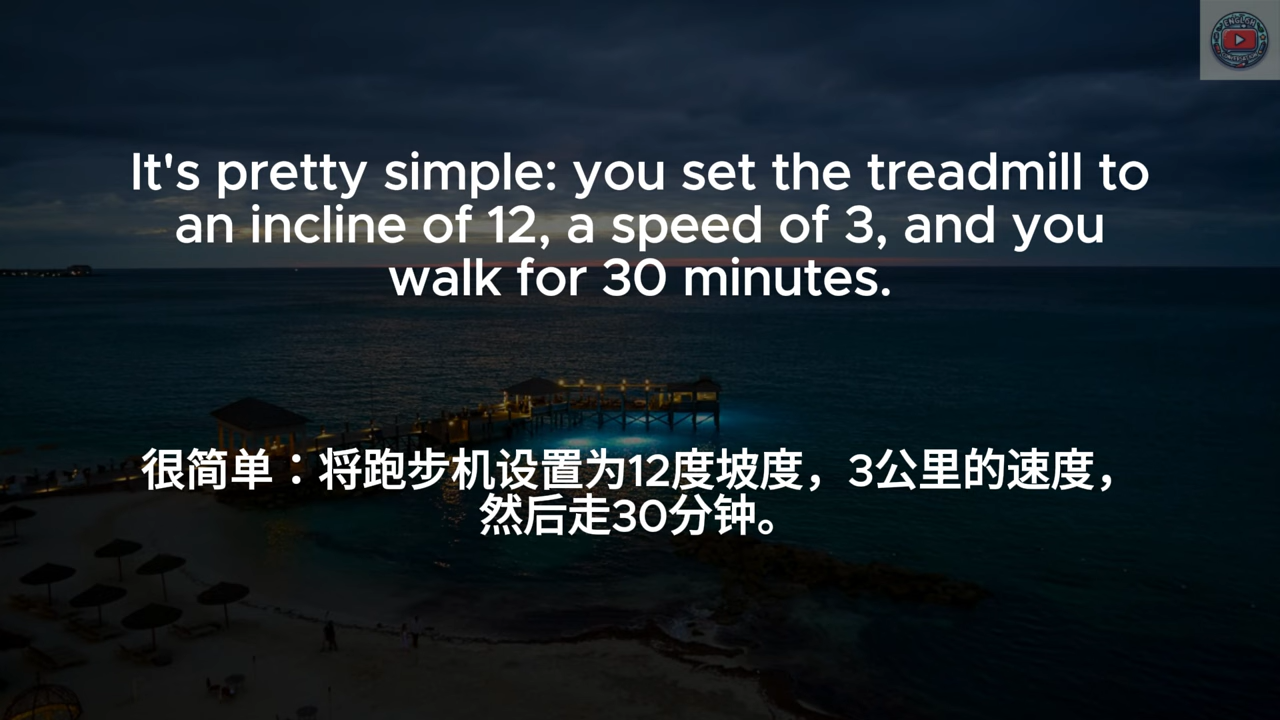 It's pretty simple: you set the treadmill to
an incline of 12, a speed of 3, and you
walk for 30 minutes.
很简单：将跑步机设置为12度坡度，3公里的速度，
然后走30分钟。